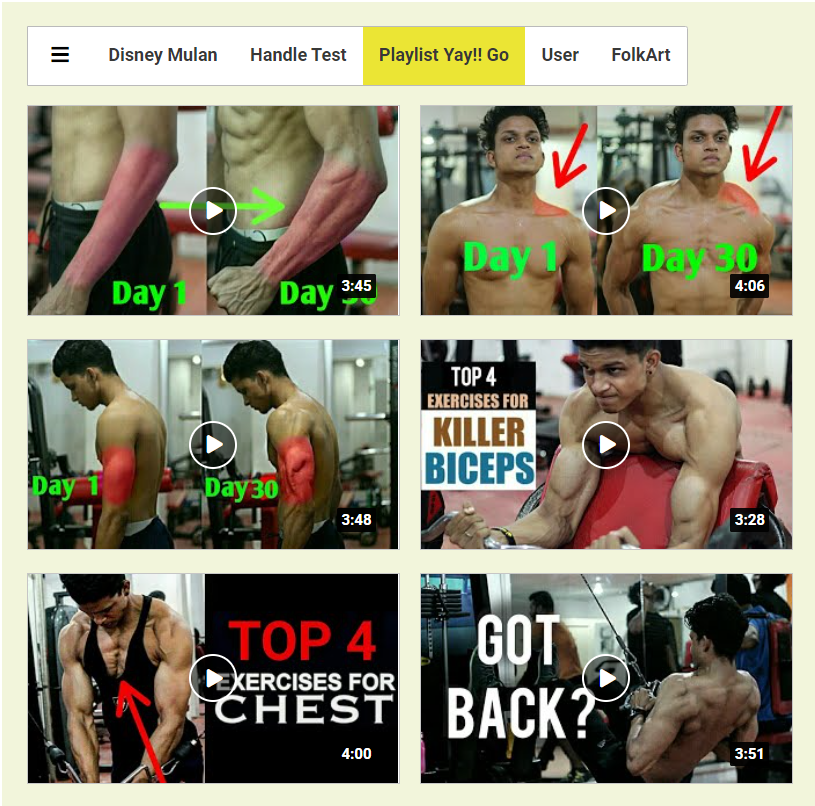 Disney Mulan Handle Test Playlist Yay!! Go User FolkArt
Day 1
Day 30
3:45
Day 1
Day 30
4:06
Day 1
Day 30
3:48
TOP 4
EXERCISES FOR
KILLER
BICEPS
3:28
TOP 4
EXERCISES FOR
CHEST
4:00
GOT
BACK?
3:51